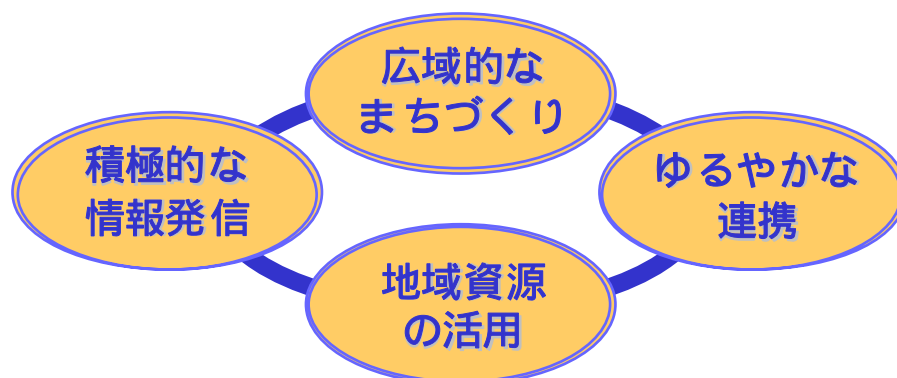 広域的な
まちづくり
積極的な
情報発信
ゆるやかな
連携
地域資源
の活用